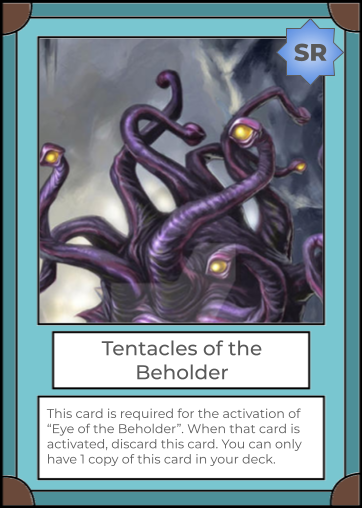 SR
Tentacles of the
Beholder
This card is required for the activation of
“Eye of the Beholder”. When that card is
activated, discard this card. You can only
have 1 copy of this card in your deck.